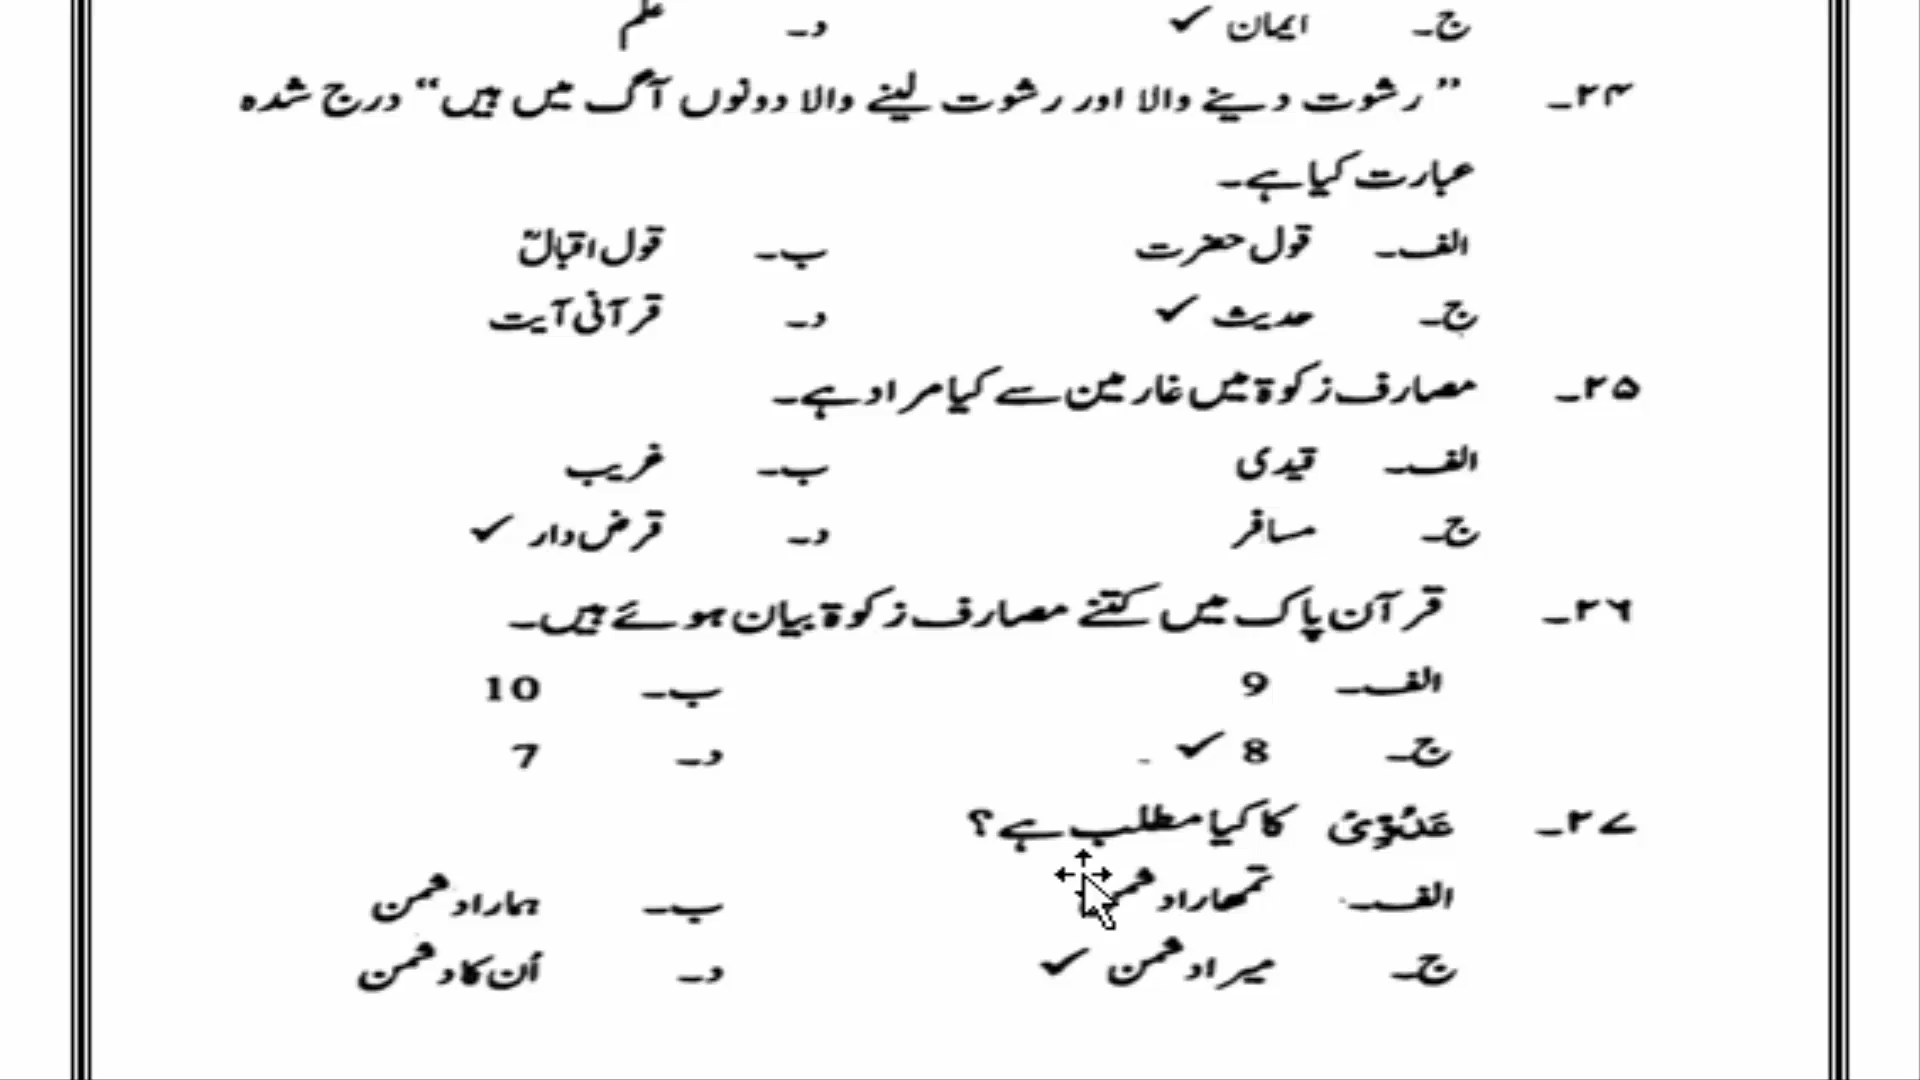 ج۔ ایمان ✓ د۔ علم
۲۴۔ ”رشوت دینے والا اور رشوت لینے والا دونوں آگ میں ہیں“ درج شدہ
عبارت کیا ہے۔
الف۔ قول حضرت ب۔ قول اقبالؒ
ج۔ حدیث ✓ د۔ قرآنی آیت
۲۵۔ مصارف زکوۃ میں غارمین سے کیا مراد ہے۔
الف۔ قیدی ب۔ غریب
ج۔ مسافر د۔ قرض دار ✓
۲۶۔ قرآن پاک میں کتنے مصارف زکوۃ بیان ہوئے ہیں۔
الف۔ 9 ب۔ 10
ج۔ 8 ✓ د۔ 7
۲۷۔ عَدُوِّیْ کا کیا مطلب ہے؟
الف۔ تمھارا دشمن ب۔ ہمارا دشمن
ج۔ میرا دشمن ✓ د۔ اُن کا دشمن